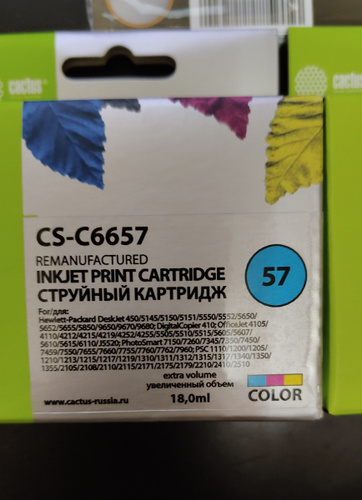 cactus
cactus
CS-C6657
REMANUFACTURED
INKJET PRINT CARTRIDGE
СТРУЙНЫЙ КАРТРИДЖ
57
For/для:
Hewlett-Packard DeskJet 450/5145/5150/5151/5550/5552/5650/
5652/5655/5850/9650/9670/9680; DigitalCopier 410; OfficeJet 4105/
4110/4212/4215/4219/4252/4255/5505/5510/5515/5605/5607/
5610/5615/6110/J5520; PhotoSmart 7150/7260/7345/7350/7450/
7459/7550/7655/7660/7755/7760/7762/7960; PSC 1110/1200/1205/
1210/1213/1215/1217/1219/1310/1311/1312/1315/1317/1340/1350/
1355/2105/2108/2110/2115/2171/2175/2179/2210/2410/2510
extra volume
увеличенный объем
www.cactus-russia.ru
18,0ml
COLOR